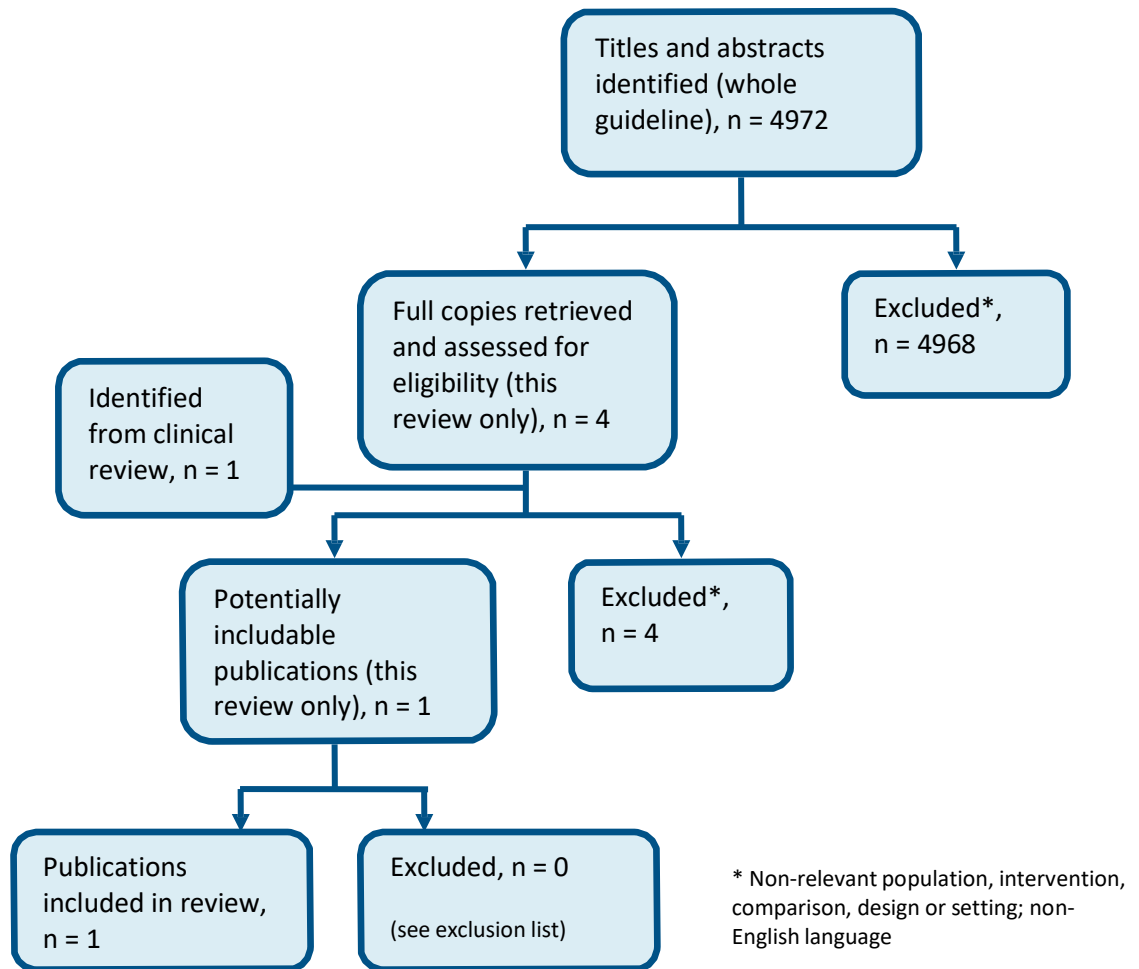 Titles and abstracts
identified (whole
guideline), n = 4972
Full copies retrieved
and assessed for
eligibility (this
review only), n = 4
Excluded*,
n = 4968
Identified
from clinical
review, n = 1
Potentially
includable
publications (this
review only), n = 1
Excluded*,
n = 4
Publications
included in review,
n = 1
Excluded, n = 0
(see exclusion list)
* Non-relevant population, intervention,
comparison, design or setting; non-
English language